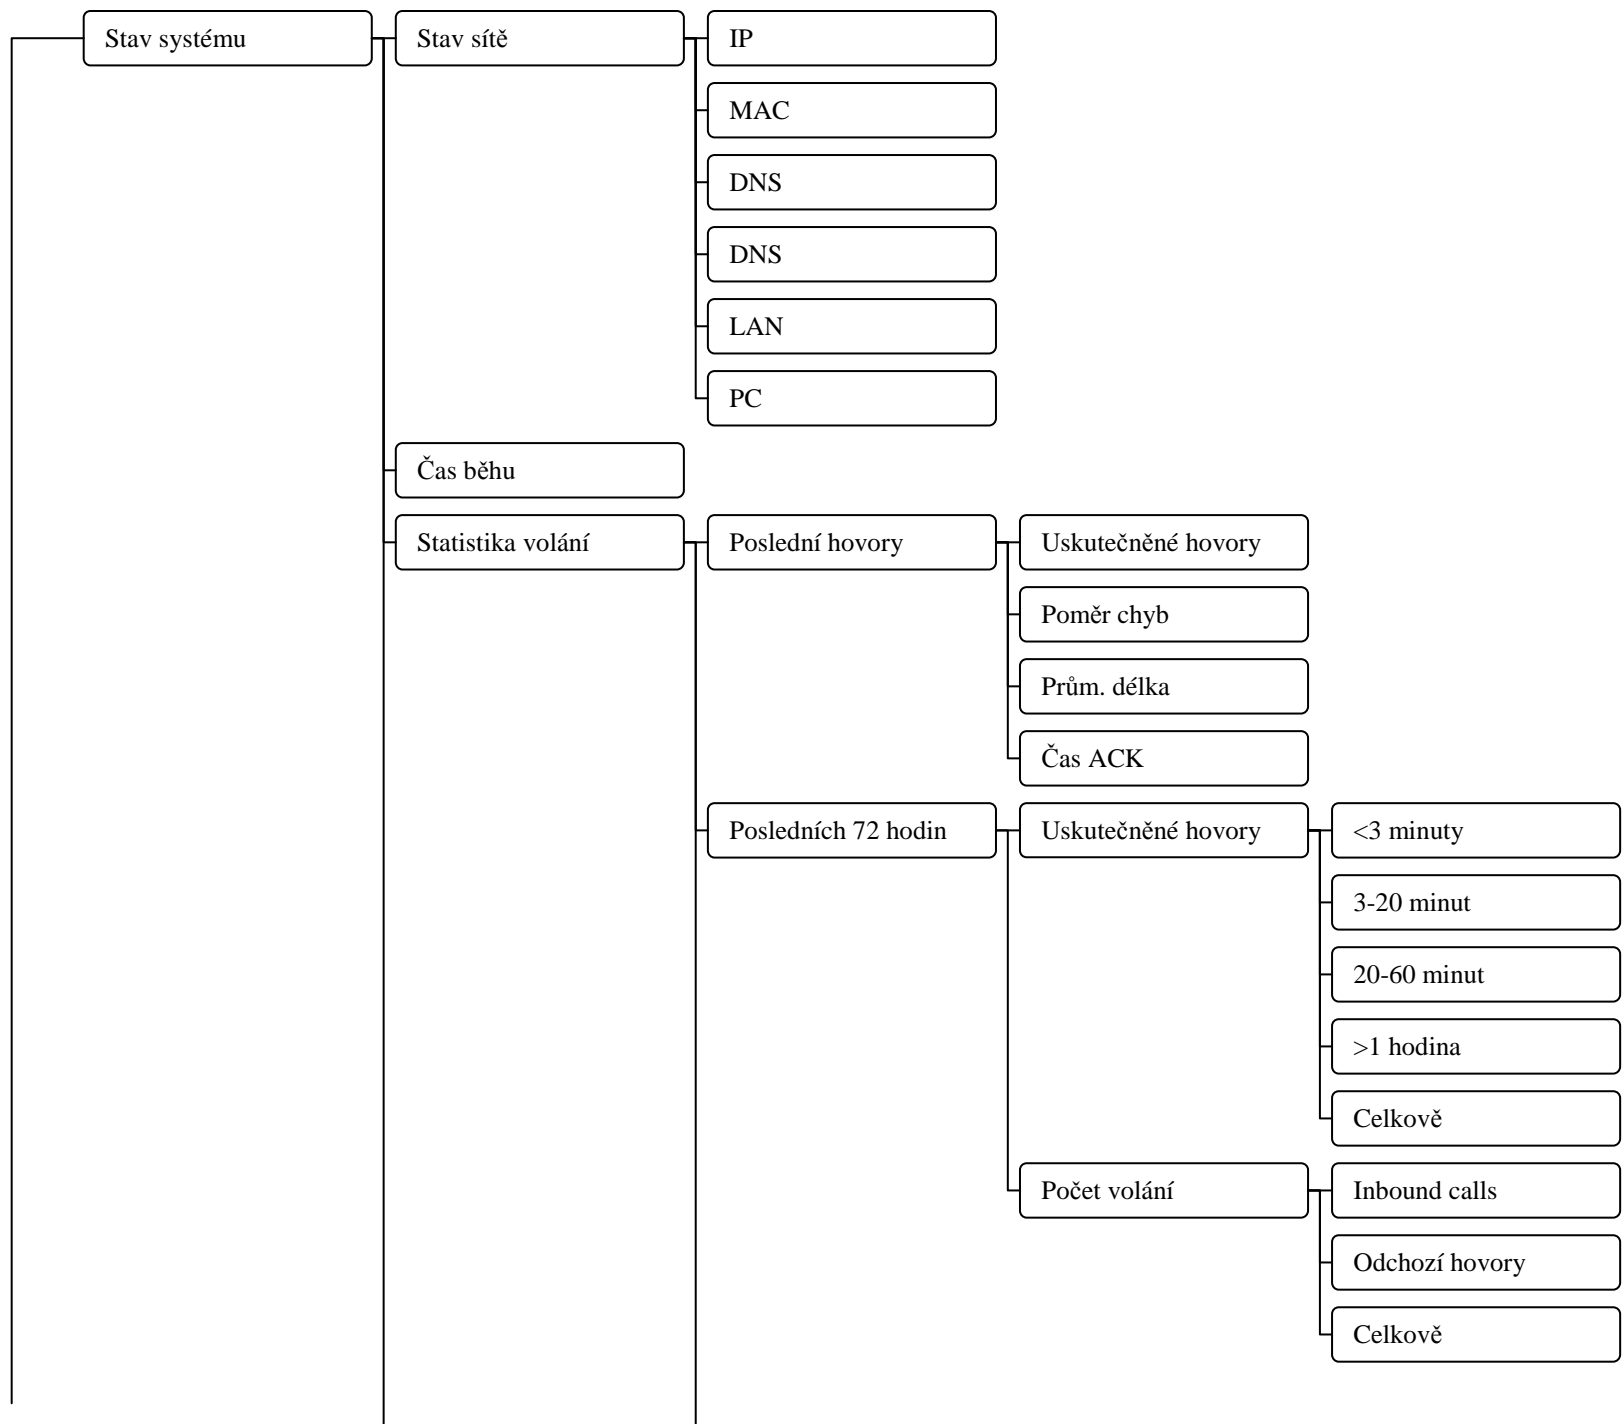 Stav systému
Stav sítě
IP
MAC
DNS
DNS
LAN
PC
Čas běhu
Statistika volání
Poslední hovory
Uskutečněné hovory
Poměr chyb
Prům. délka
Čas ACK
Posledních 72 hodin
Uskutečněné hovory
<3 minuty
3-20 minut
20-60 minut
>1 hodina
Celkově
Počet volání
Inbound calls
Odchozí hovory
Celkově